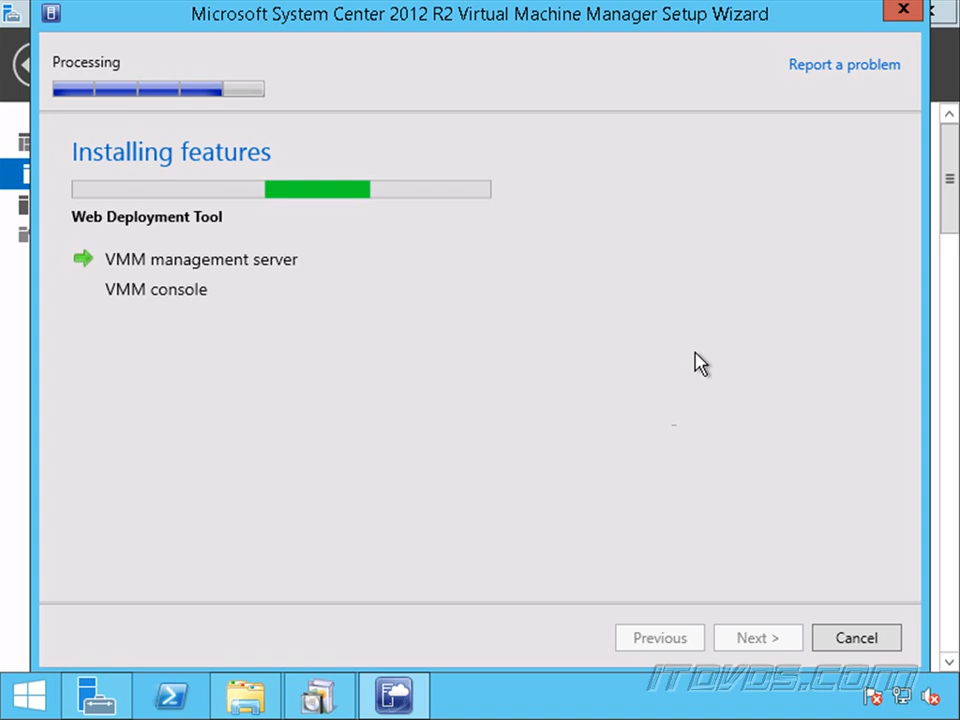 Microsoft System Center 2012 R2 Virtual Machine Manager Setup Wizard
x
Processing
Report a problem
Installing features
Web Deployment Tool
VMM management server
VMM console
Previous
Next >
Cancel
ITDVDS.COM